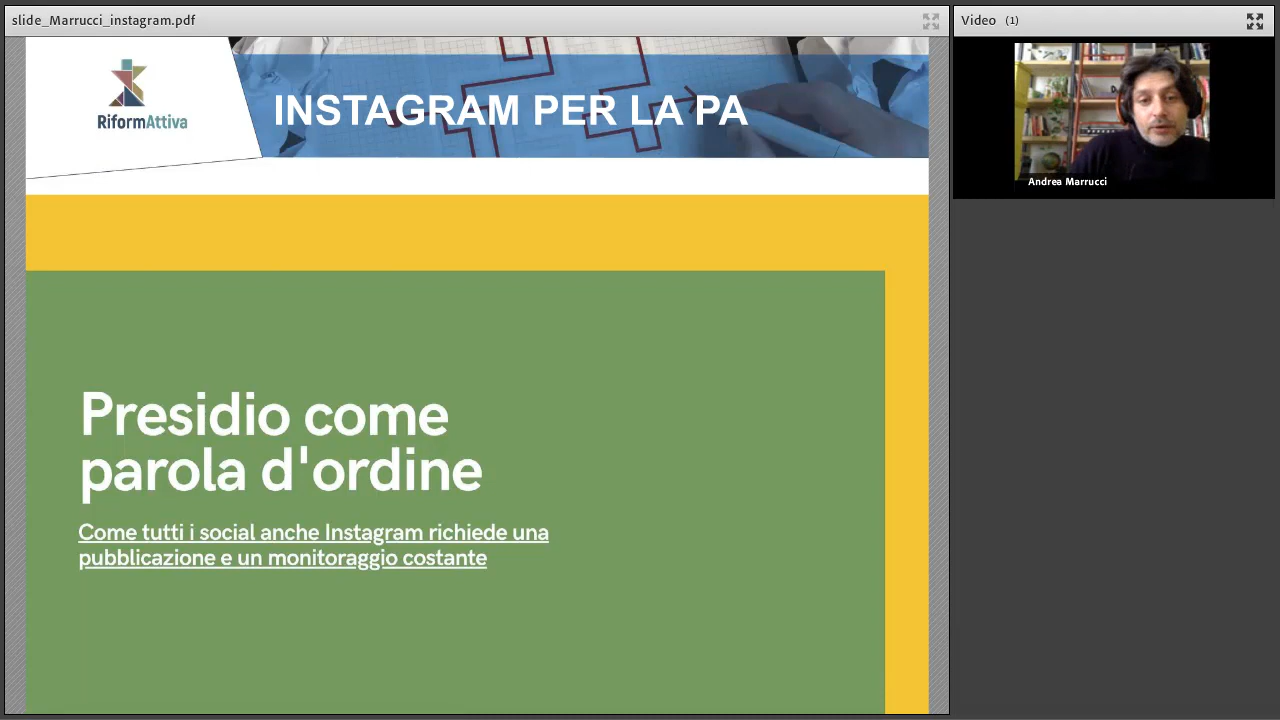 slide_Marrucci_instagram.pdf
Video (1)
RiformAttiva
INSTAGRAM PER LA PA
Andrea Marrucci
Presidio come
parola d'ordine
Come tutti i social anche Instagram richiede una
pubblicazione e un monitoraggio costante